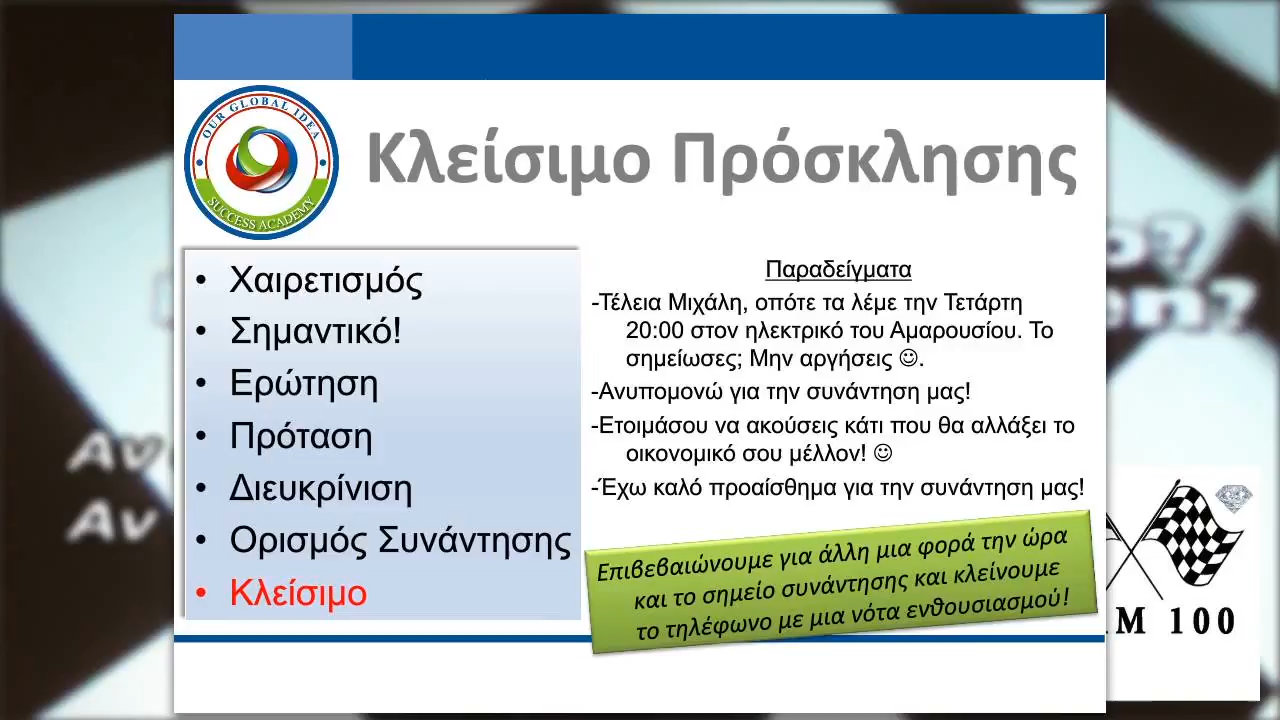 OUR GLOBAL IDEA
SUCCESS ACADEMY
Κλείσιμο Πρόσκλησης
• Χαιρετισμός
• Σημαντικό!
• Ερώτηση
• Πρόταση
• Διευκρίνιση
• Ορισμός Συνάντησης
• Κλείσιμο
Παραδείγματα
-Τέλεια Μιχάλη, οπότε τα λέμε την Τετάρτη
20:00 στον ηλεκτρικό του Αμαρουσίου. Το
σημείωσες; Μην αργήσεις ☺.
-Ανυπομονώ για την συνάντηση μας!
-Ετοιμάσου να ακούσεις κάτι που θα αλλάξει το
οικονομικό σου μέλλον! ☺
-Έχω καλό προαίσθημα για την συνάντηση μας!
Επιβεβαιώνουμε για άλλη μια φορά την ώρα
και το σημείο συνάντησης και κλείνουμε
το τηλέφωνο με μια νότα ενθουσιασμού!
100